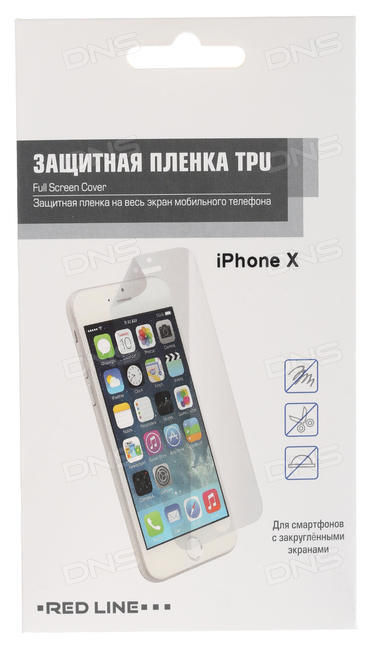 DNS
ЗАЩИТНАЯ ПЛЕНКА TPU
Full Screen Cover
Защитная пленка на весь экран мобильного телефона
iPhone X
Для смартфонов
с закруглёнными
экранами
RED LINE